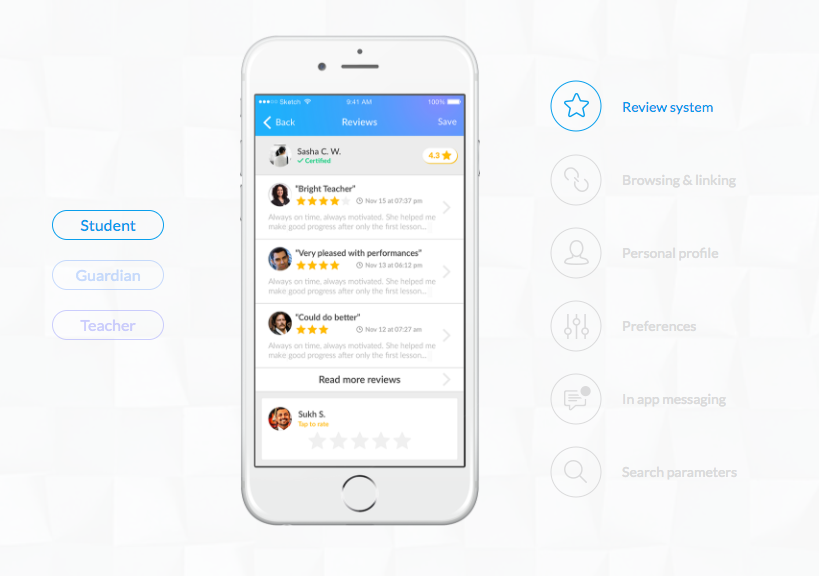 Student
Guardian
Teacher
Sketch 9:41 AM 100%
Back Reviews Save
Sasha C. W.
Certified
4.3
"Bright Teacher"
Nov 15 at 07:37 pm
Always on time, always motivated. She helped me
make good progress after only the first lesson...
"Very pleased with performances"
Nov 13 at 06:12 pm
Always on time, always motivated. She helped me
make good progress after only the first lesson...
"Could do better"
Nov 12 at 07:27 am
Always on time, always motivated. She helped me
make good progress after only the first lesson...
Read more reviews
Sukh S.
Tap to rate
Review system
Browsing & linking
Personal profile
Preferences
In app messaging
Search parameters